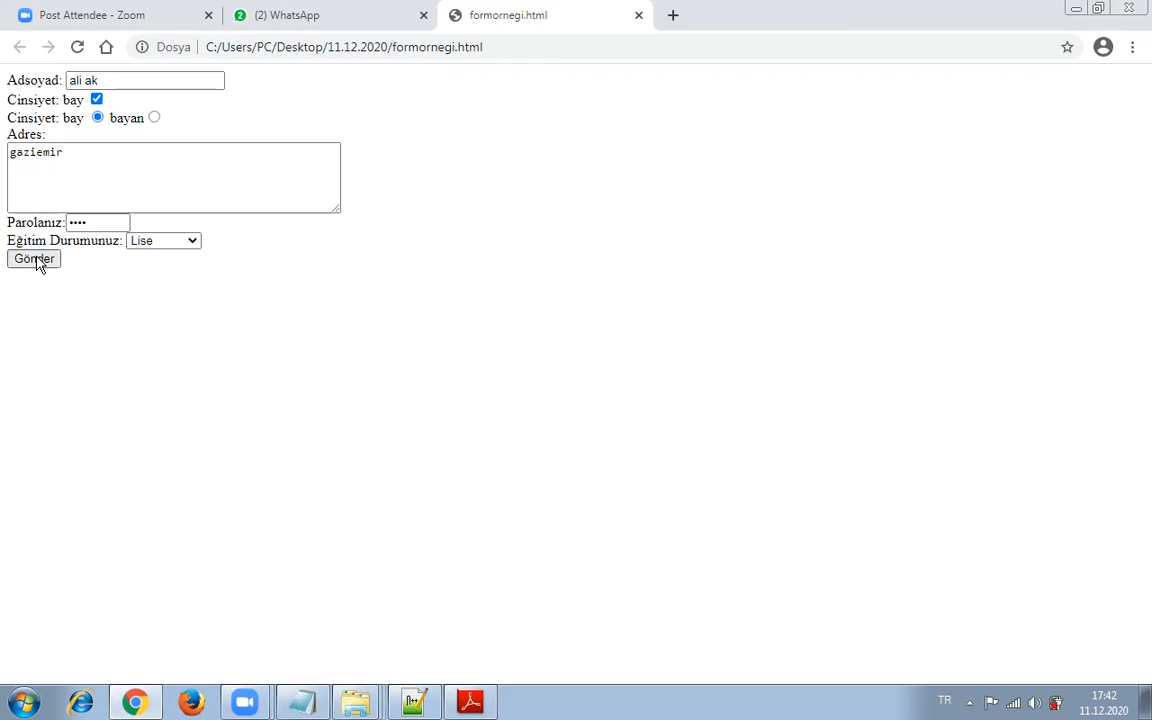 Post Attendee - Zoom
(2) WhatsApp
formornegi.html
Dosya C:/Users/PC/Desktop/11.12.2020/formornegi.html
Adsoyad: ali ak
Cinsiyet: bay
Cinsiyet: bay bayan
Adres:
gaziemir
Parolanız: ••••
Eğitim Durumunuz: Lise
Gönder
TR 17:42
11.12.2020